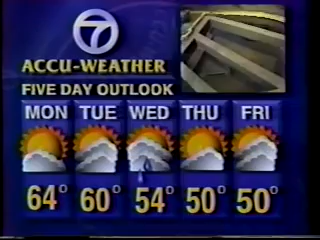 7
ACCU-WEATHER
FIVE DAY OUTLOOK
MON TUE WED THU FRI
64° 60° 54° 50° 50°